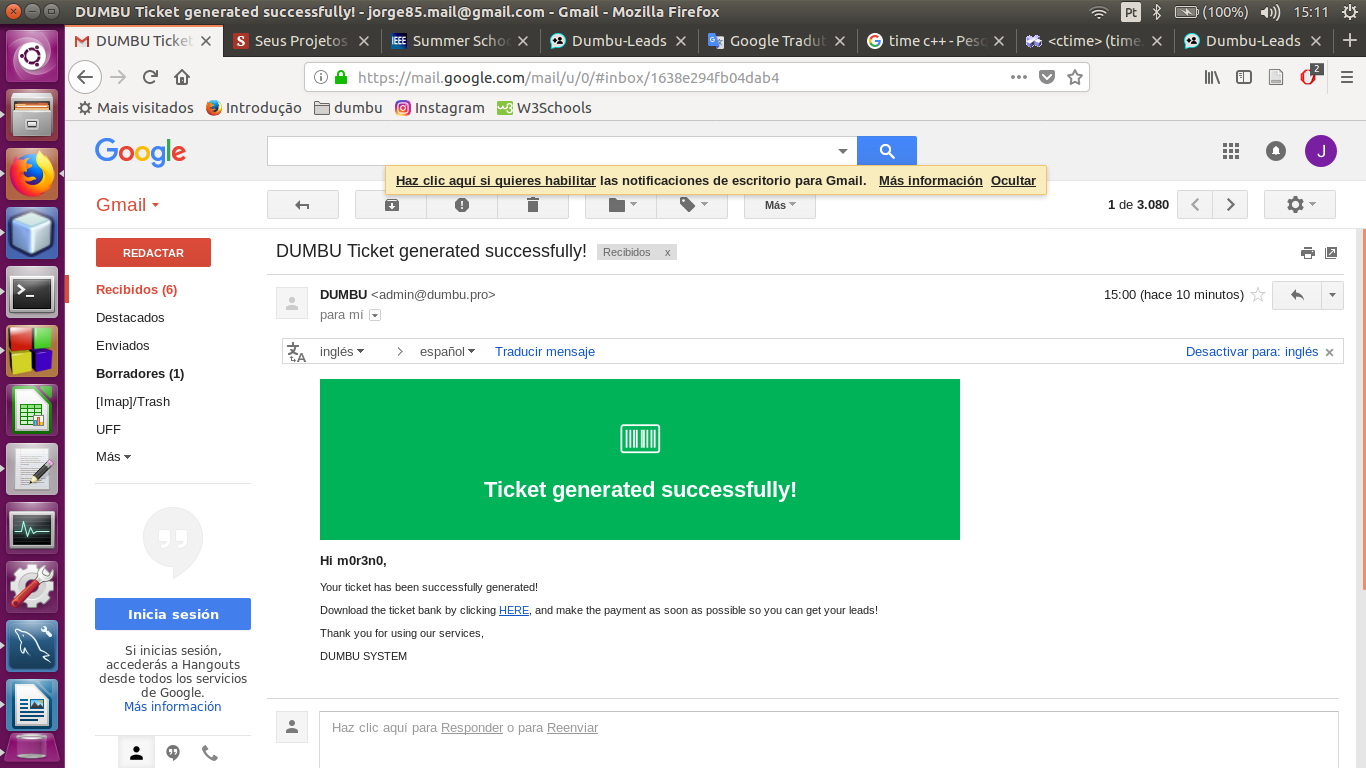 DUMBU Ticket generated successfully! - jorge85.mail@gmail.com - Gmail - Mozilla Firefox
Pt
(100%)
15:11
DUMBU Ticket
Seus Projetos
IEEE
Summer Schoo
Dumbu-Leads
Google Tradut
time c++ - Pesq
<ctime> (time.
Dumbu-Leads
https://mail.google.com/mail/u/0/#inbox/1638e294fb04dab4
2
Mais visitados
Introdução
dumbu
Instagram
W3Schools
Google
J
Haz clic aquí si quieres habilitar las notificaciones de escritorio para Gmail. Más información Ocultar
Gmail
Más
1 de 3.080
REDACTAR
Recibidos (6)
Destacados
Enviados
Borradores (1)
[Imap]/Trash
UFF
Más
Inicia sesión
Si inicias sesión,
accederás a Hangouts
desde todos los servicios
de Google.
Más información
DUMBU Ticket generated successfully!
Recibidos x
DUMBU <admin@dumbu.pro>
15:00 (hace 10 minutos)
para mí
inglés
español
Traducir mensaje
Desactivar para: inglés
Ticket generated successfully!
Hi m0r3n0,
Your ticket has been successfully generated!
Download the ticket bank by clicking HERE, and make the payment as soon as possible so you can get your leads!
Thank you for using our services,
DUMBU SYSTEM
Haz clic aquí para Responder o para Reenviar